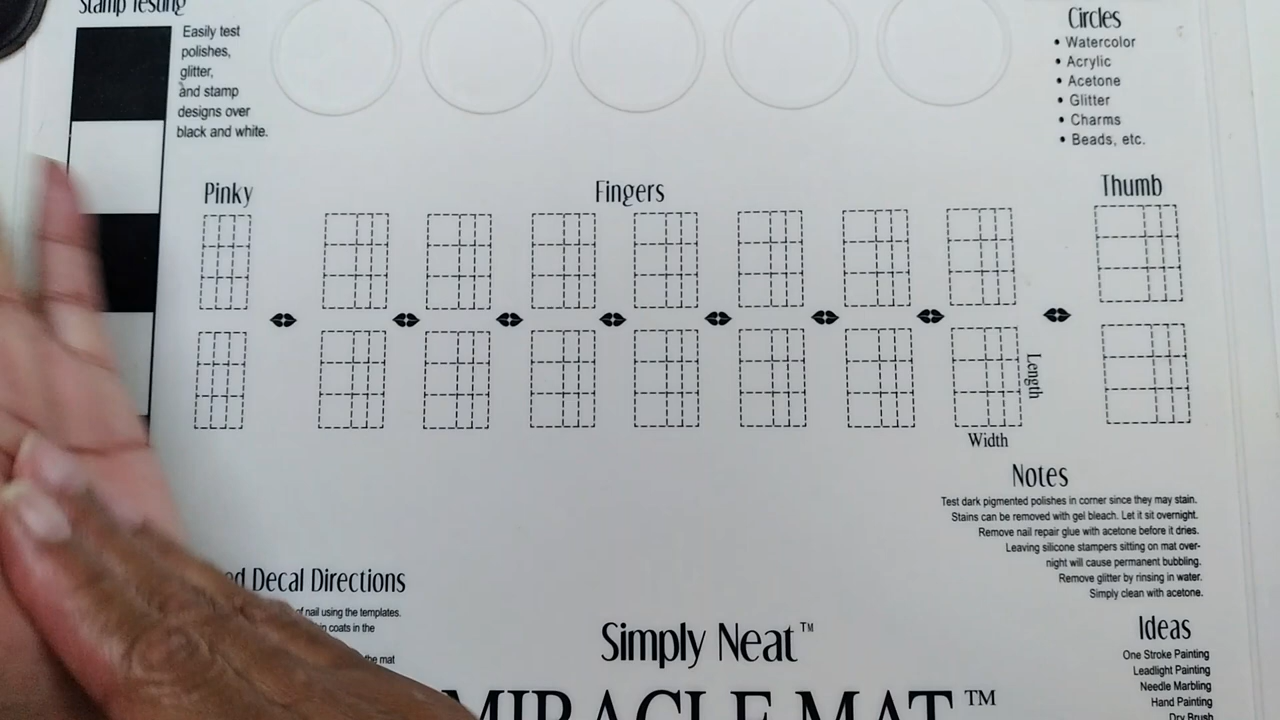 Stamp Testing
Easily test
polishes,
glitter,
and stamp
designs over
black and white.
Circles
• Watercolor
• Acrylic
• Acetone
• Glitter
• Charms
• Beads, etc.
Pinky
Fingers
Thumb
Length
Width
Notes
Test dark pigmented polishes in corner since they may stain.
Stains can be removed with gel bleach. Let it sit overnight.
Remove nail repair glue with acetone before it dries.
Leaving silicone stampers sitting on mat over-
night will cause permanent bubbling.
Remove glitter by rinsing in water.
Simply clean with acetone.
Decal Directions
of nail using the templates.
coats in the
the mat
Simply Neat™
MIRACLE MAT™
Ideas
One Stroke Painting
Leadlight Painting
Needle Marbling
Hand Painting
Dry Brush